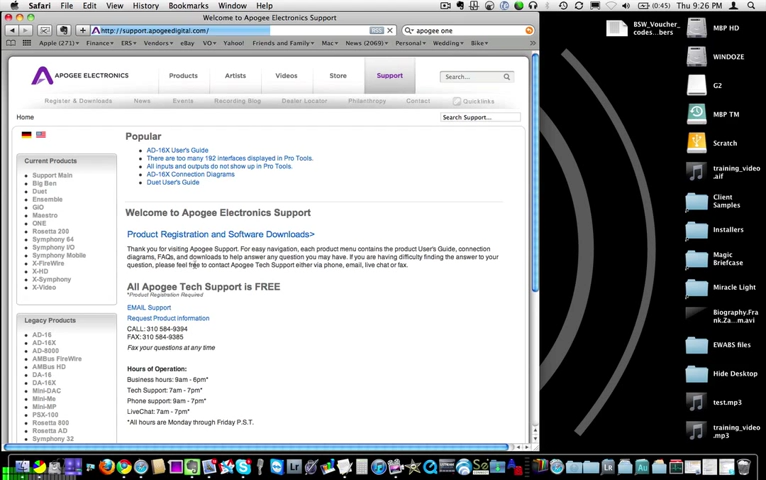 Safari File Edit View History Bookmarks Window Help
(0:45) Thu 9:26 PM
Welcome to Apogee Electronics Support
http://support.apogeedigital.com/
apogee one
Apple (271) Finance ERS eBay VO Yahoo! Friends and Family Mac News (2069) Popular Wedding Bike
APOGEE ELECTRONICS
Products Artists Videos Store Support
Search...
Register & Downloads News Events Recording Blog Dealer Locator Philanthropy Contact Quicklinks
Home
Search Support...
Popular
AD-16X User's Guide
There are too many 192 interfaces displayed in Pro Tools.
All inputs and outputs do not show up in Pro Tools.
AD-16X Connection Diagrams
Duet User's Guide
Current Products
Support Main
Big Ben
Duet
Ensemble
GiO
Maestro
ONE
Rosetta 200
Symphony 64
Symphony I/O
Symphony Mobile
X-FireWire
X-HD
X-Symphony
X-Video
Welcome to Apogee Electronics Support
Product Registration and Software Downloads>
Thank you for visiting Apogee Support. For easy navigation, each product menu contains the product User's Guide, connection
diagrams, FAQs, and downloads to help answer any question you may have. If you are having difficulty finding the answer to your
question, please feel free to contact Apogee Tech Support either via phone, email, live chat or fax.
All Apogee Tech Support is FREE
*Product Registration Required
EMAIL Support
Request Product Information
CALL: 310 584-9394
FAX: 310 584-9385
Fax your questions at any time
Hours of Operation:
Business hours: 9am - 6pm*
Tech Support: 7am - 7pm*
Phone support: 9am - 7pm*
LiveChat: 7am - 7pm*
*All hours are Monday through Friday P.S.T.
Legacy Products
AD-16
AD-16X
AD-8000
AMBus FireWire
AMBus HD
DA-16
DA-16X
Mini-DAC
Mini-Me
Mini-MP
PSX-100
Rosetta 800
Rosetta AD
Symphony 32
BSW_Voucher_
codes...bers
MBP HD
WINDOZE
G2
MBP TM
Scratch
training_video
.aif
Client
Samples
Installers
Magic
Briefcase
Miracle Light
Biography.Fra
nk.Za...m.avi
EWABS files
Hide Desktop
test.mp3
training_video
.mp3